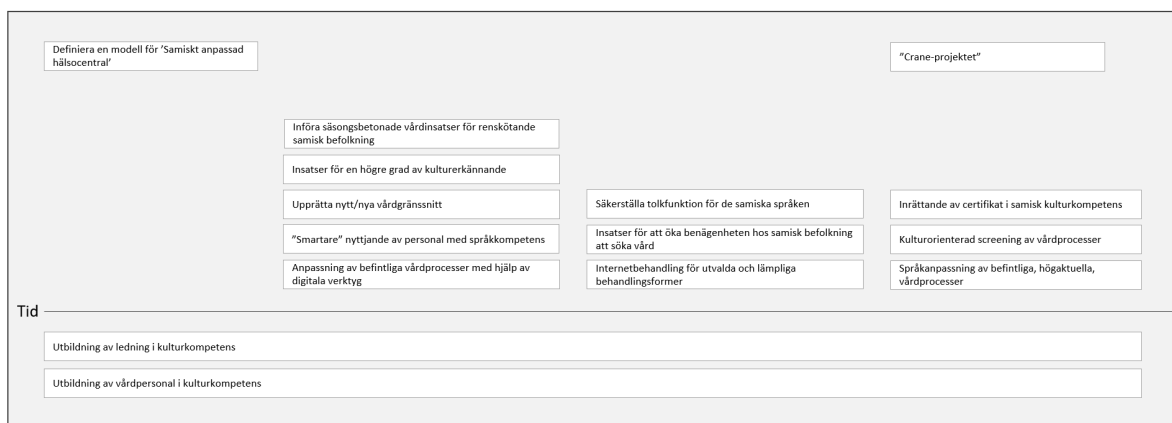 Definiera en modell för 'Samiskt anpassad
hälsocentral'
"Crane-projektet"
Införa säsongsbetonade vårdinsatser för renskötande
samisk befolkning
Insatser för en högre grad av kulturerkännande
Upprätta nytt/nya vårdgränssnitt
Säkerställa tolkfunktion för de samiska språken
Inrättande av certifikat i samisk kulturkompetens
"Smartare" nyttjande av personal med språkkompetens
Insatser för att öka benägenheten hos samisk befolkning
att söka vård
Kulturorienterad screening av vårdprocesser
Anpassning av befintliga vårdprocesser med hjälp av
digitala verktyg
Internetbehandling för utvalda och lämpliga
behandlingsformer
Språkanpassning av befintliga, högaktuella,
vårdprocesser
Tid
Utbildning av ledning i kulturkompetens
Utbildning av vårdpersonal i kulturkompetens